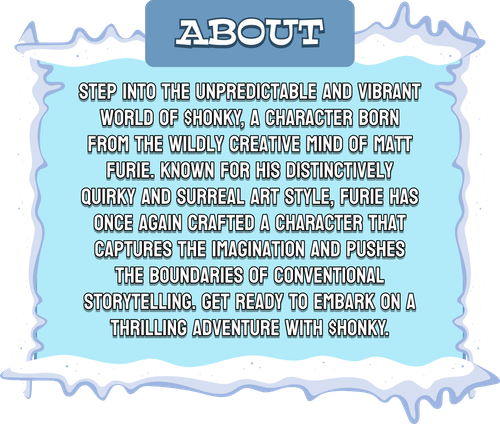 ABOUT
STEP INTO THE UNPREDICTABLE AND VIBRANT
WORLD OF $HONKY, A CHARACTER BORN
FROM THE WILDLY CREATIVE MIND OF MATT
FURIE. KNOWN FOR HIS DISTINCTIVELY
QUIRKY AND SURREAL ART STYLE, FURIE HAS
ONCE AGAIN CRAFTED A CHARACTER THAT
CAPTURES THE IMAGINATION AND PUSHES
THE BOUNDARIES OF CONVENTIONAL
STORYTELLING. GET READY TO EMBARK ON A
THRILLING ADVENTURE WITH $HONKY.